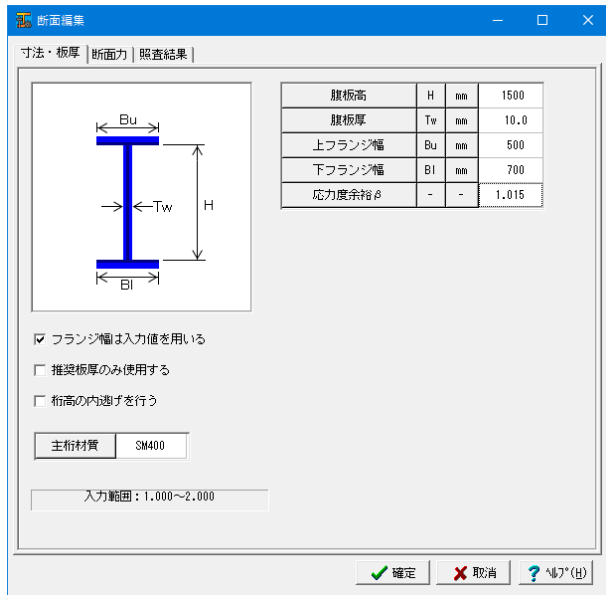 断面編集
寸法・板厚 断面力 照査結果
Bu
Tw
H
Bl
腹板高 H mm 1500
腹板厚 Tw mm 10.0
上フランジ幅 Bu mm 500
下フランジ幅 Bl mm 700
応力度余裕β - - 1.015
フランジ幅は入力値を用いる
推奨板厚のみ使用する
桁高の内逃げを行う
主桁材質 SM400
入力範囲：1.000～2.000
確定 取消 ? ﾍﾙﾌﾟ(H)